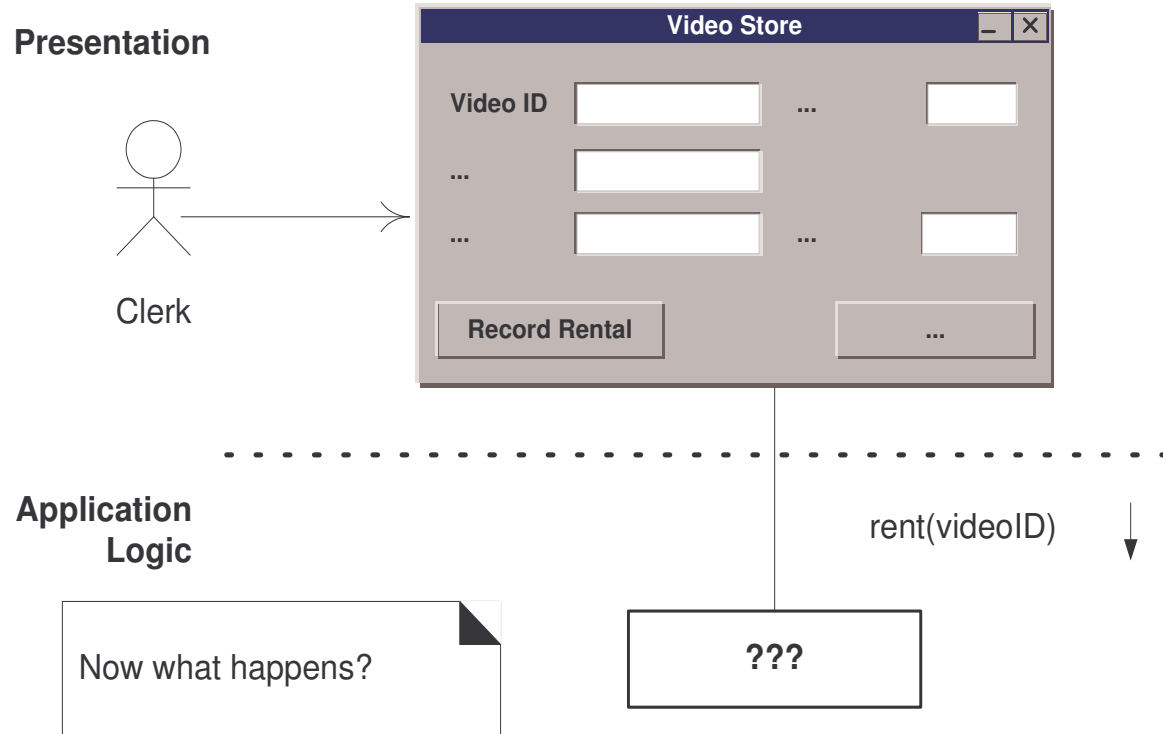 Presentation
Video Store
Video ID
...
...
...
...
Clerk
Record Rental
...
Application
Logic
rent(videoID)
Now what happens?
???